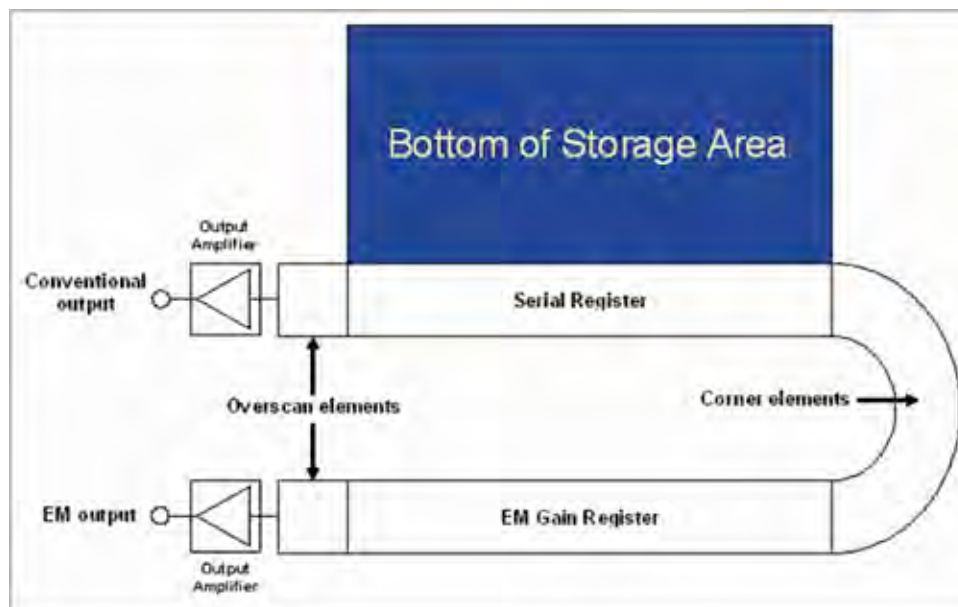 Bottom of Storage Area
Output
Amplifier
Conventional
output
Serial Register
Overscan elements
Corner elements
EM output
EM Gain Register
Output
Amplifier